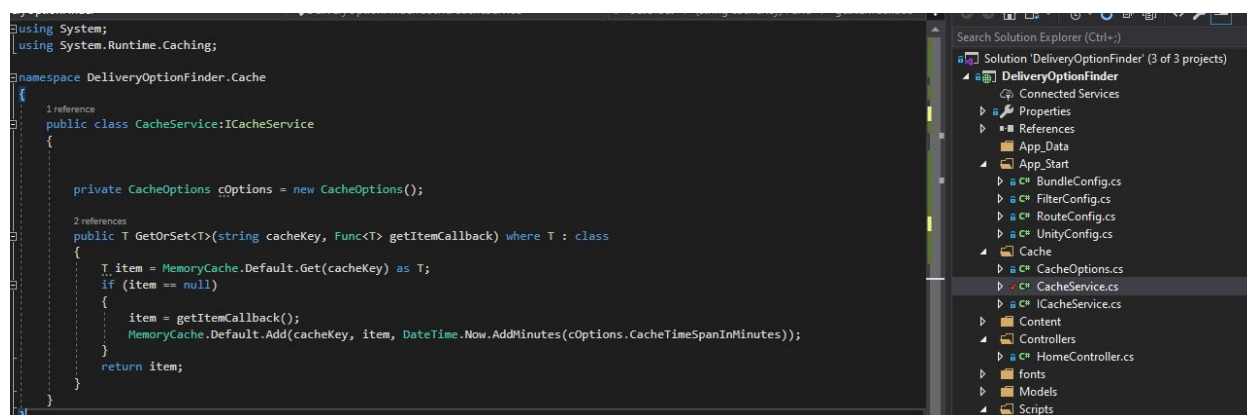 using System;
using System.Runtime.Caching;
namespace DeliveryOptionFinder.Cache
{
1 reference
public class CacheService:ICacheService
{
private CacheOptions cOptions = new CacheOptions();
2 references
public T GetOrSet<T>(string cacheKey, Func<T> getItemCallback) where T : class
{
T item = MemoryCache.Default.Get(cacheKey) as T;
if (item == null)
{
item = getItemCallback();
MemoryCache.Default.Add(cacheKey, item, DateTime.Now.AddMinutes(cOptions.CacheTimeSpanInMinutes));
}
return item;
}
}
}
Search Solution Explorer (Ctrl+;)
Solution 'DeliveryOptionFinder' (3 of 3 projects)
DeliveryOptionFinder
Connected Services
Properties
References
App_Data
App_Start
C# BundleConfig.cs
C# FilterConfig.cs
C# RouteConfig.cs
C# UnityConfig.cs
Cache
C# CacheOptions.cs
C# CacheService.cs
C# ICacheService.cs
Content
Controllers
C# HomeController.cs
fonts
Models
Scripts